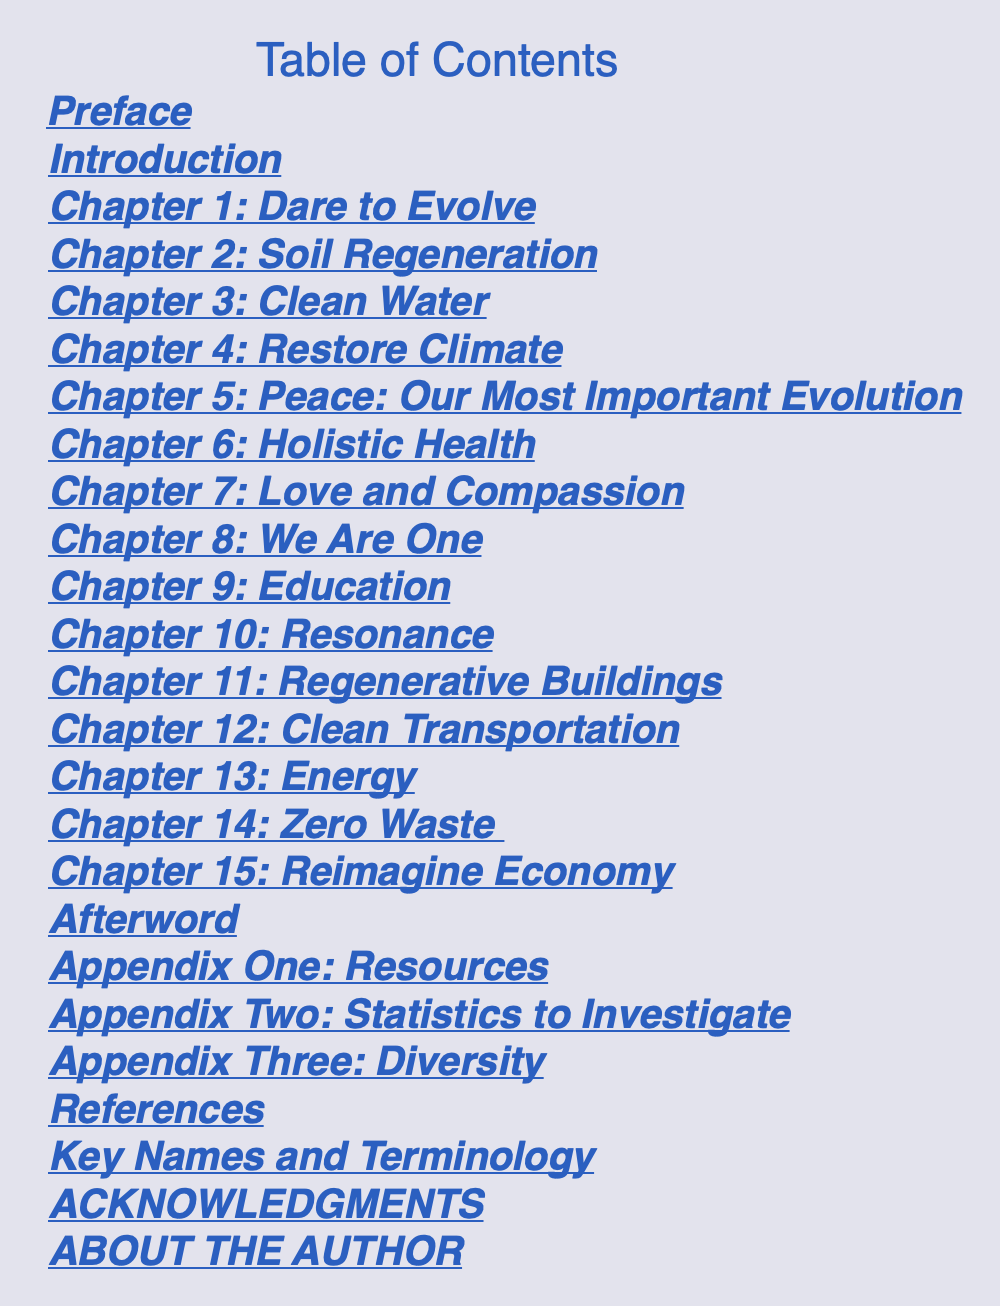 Table of Contents
Preface
Introduction
Chapter 1: Dare to Evolve
Chapter 2: Soil Regeneration
Chapter 3: Clean Water
Chapter 4: Restore Climate
Chapter 5: Peace: Our Most Important Evolution
Chapter 6: Holistic Health
Chapter 7: Love and Compassion
Chapter 8: We Are One
Chapter 9: Education
Chapter 10: Resonance
Chapter 11: Regenerative Buildings
Chapter 12: Clean Transportation
Chapter 13: Energy
Chapter 14: Zero Waste
Chapter 15: Reimagine Economy
Afterword
Appendix One: Resources
Appendix Two: Statistics to Investigate
Appendix Three: Diversity
References
Key Names and Terminology
ACKNOWLEDGMENTS
ABOUT THE AUTHOR